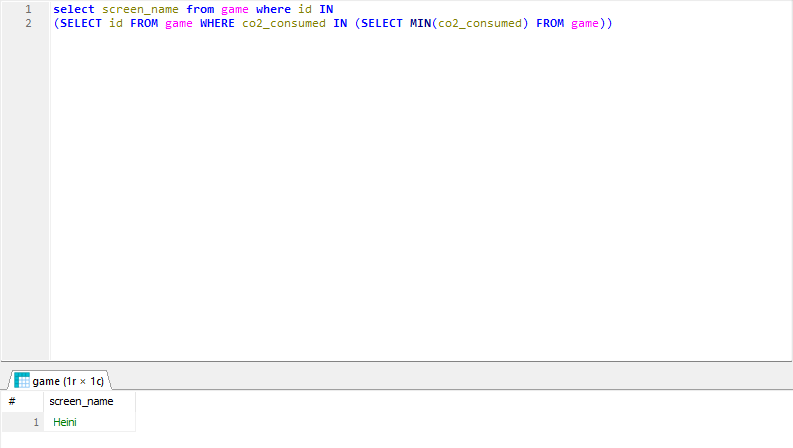 1 select screen_name from game where id IN
2 (SELECT id FROM game WHERE co2_consumed IN (SELECT MIN(co2_consumed) FROM game))
game (1r × 1c)
# screen_name
1 Heini